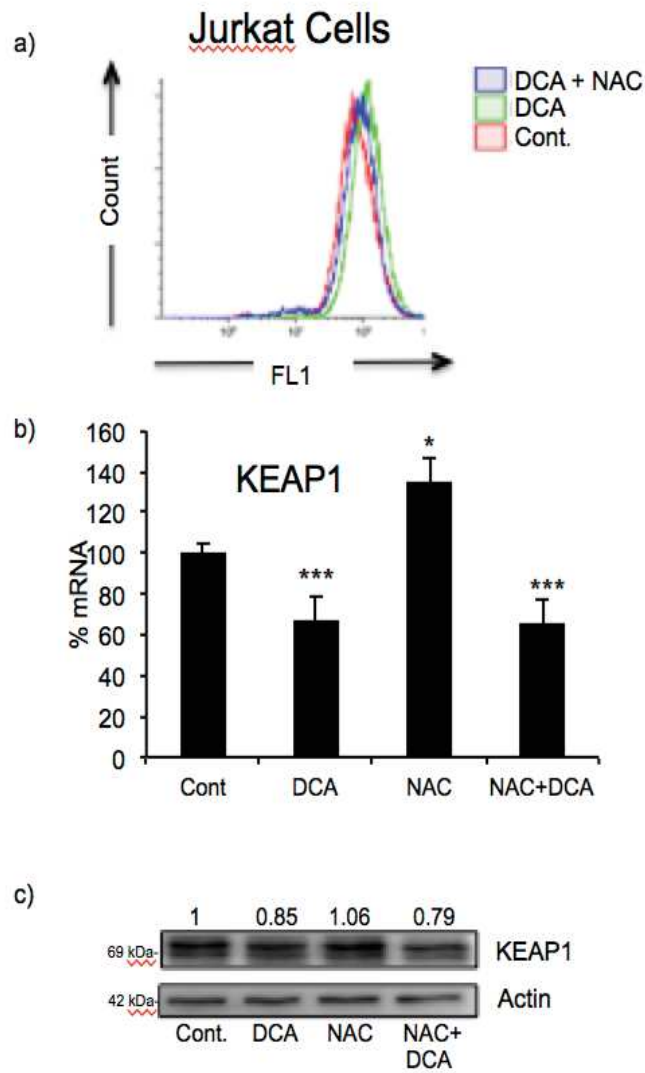 a)
Jurkat Cells
DCA + NAC
DCA
Cont.
Count
FL1
b)
KEAP1
% mRNA
160
140
120
100
80
60
40
20
0
*
***
***
Cont DCA NAC NAC+DCA
c)
1 0.85 1.06 0.79
69 kDa-
KEAP1
42 kDa-
Actin
Cont. DCA NAC NAC+
DCA